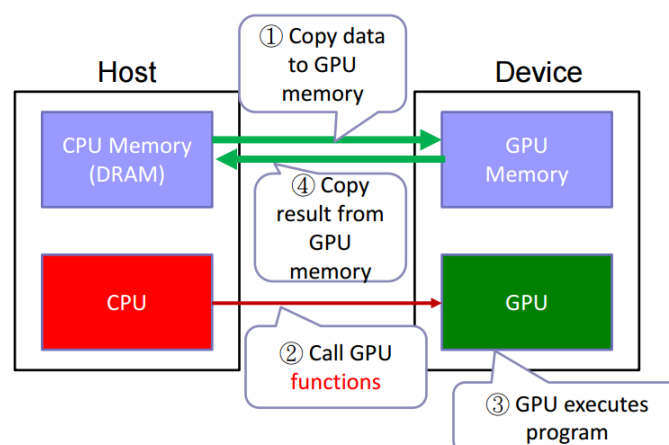 ① Copy data
to GPU
memory
Host
Device
CPU Memory
(DRAM)
GPU
Memory
④ Copy
result from
GPU
memory
CPU
GPU
② Call GPU
functions
③ GPU executes
program